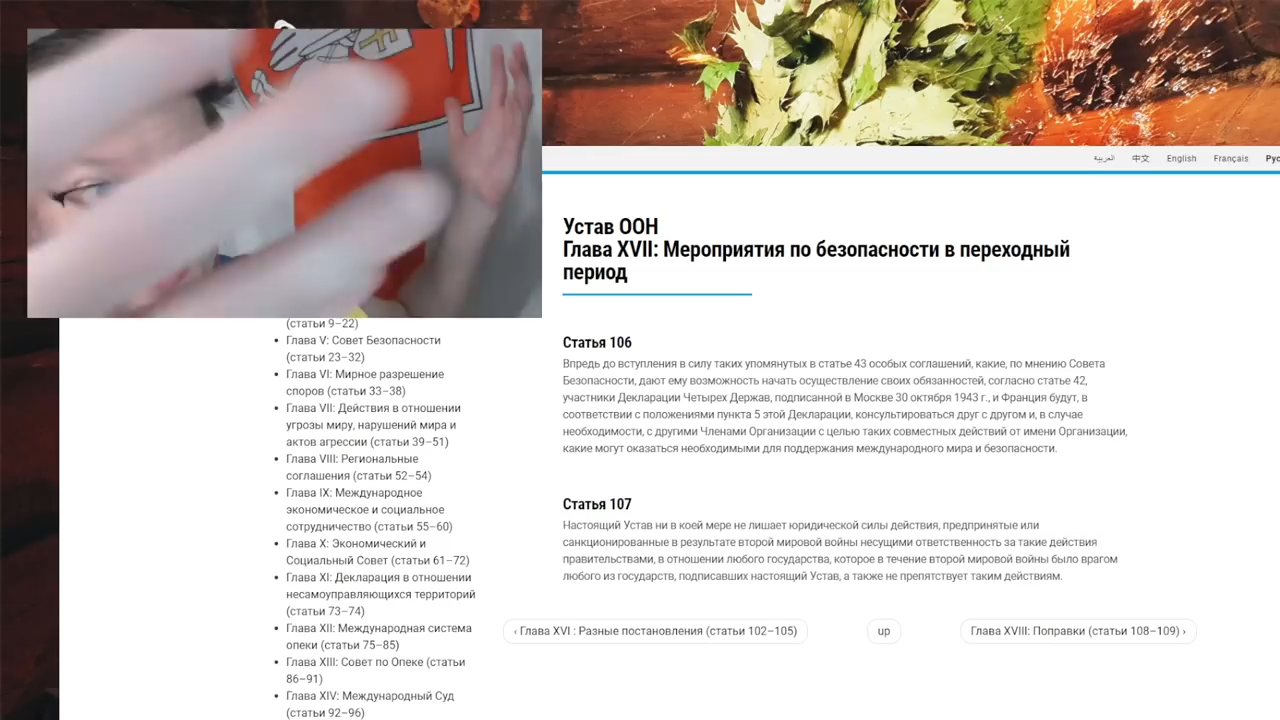 العربية
中文
English
Français
Рус
Устав ООН
Глава XVII: Мероприятия по безопасности в переходный
период
(статьи 9–22)
Глава V: Совет Безопасности
(статьи 23–32)
Глава VI: Мирное разрешение
споров (статьи 33–38)
Глава VII: Действия в отношении
угрозы миру, нарушений мира и
актов агрессии (статьи 39–51)
Глава VIII: Региональные
соглашения (статьи 52–54)
Глава IX: Международное
экономическое и социальное
сотрудничество (статьи 55–60)
Глава X: Экономический и
Социальный Совет (статьи 61–72)
Глава XI: Декларация в отношении
несамоуправляющихся территорий
(статьи 73–74)
Глава XII: Международная система
опеки (статьи 75–85)
Глава XIII: Совет по Опеке (статьи
86–91)
Глава XIV: Международный Суд
(статьи 92–96)
Статья 106
Впредь до вступления в силу таких упомянутых в статье 43 особых соглашений, какие, по мнению Совета
Безопасности, дают ему возможность начать осуществление своих обязанностей, согласно статье 42,
участники Декларации Четырех Держав, подписанной в Москве 30 октября 1943 г., и Франция будут, в
соответствии с положениями пункта 5 этой Декларации, консультироваться друг с другом и, в случае
необходимости, с другими Членами Организации с целью таких совместных действий от имени Организации,
какие могут оказаться необходимыми для поддержания международного мира и безопасности.
Статья 107
Настоящий Устав ни в коей мере не лишает юридической силы действия, предпринятые или
санкционированные в результате второй мировой войны несущими ответственность за такие действия
правительствами, в отношении любого государства, которое в течение второй мировой войны было врагом
любого из государств, подписавших настоящий Устав, а также не препятствует таким действиям.
‹ Глава XVI : Разные постановления (статьи 102–105)
up
Глава XVIII: Поправки (статьи 108–109) ›